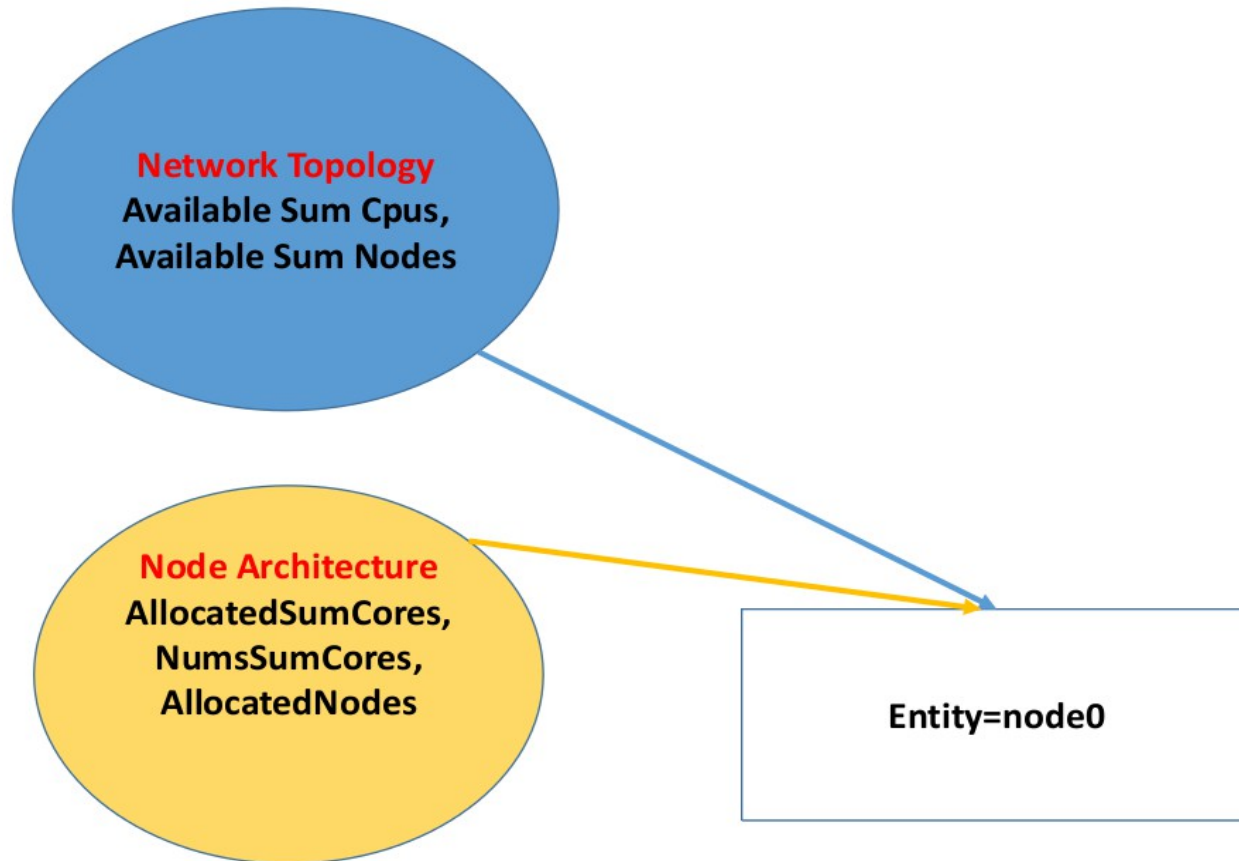 Network Topology
Available Sum Cpus,
Available Sum Nodes
Node Architecture
AllocatedSumCores,
NumsSumCores,
AllocatedNodes
Entity=node0